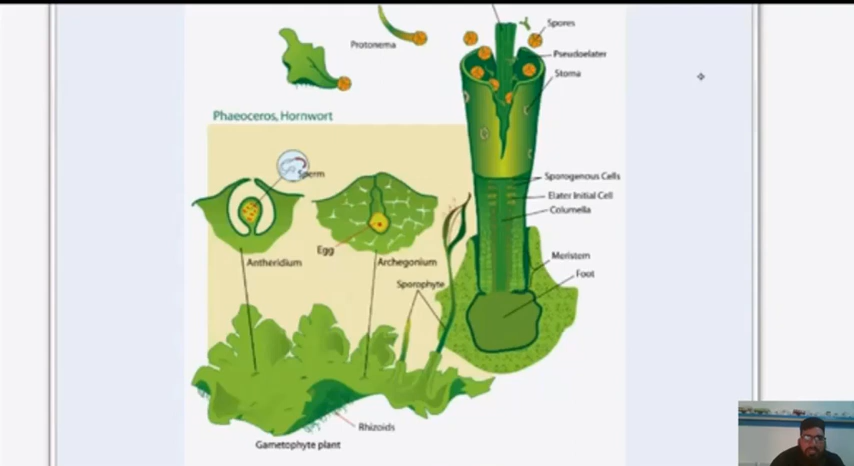 Spores
Protonema
Pseudoelater
Stoma
Phaeoceros, Hornwort
Sperm
Sporogenous Cells
Elater Initial Cell
Columella
Egg
Antheridium
Archegonium
Meristem
Foot
Sporophyte
Rhizoids
Gametophyte plant